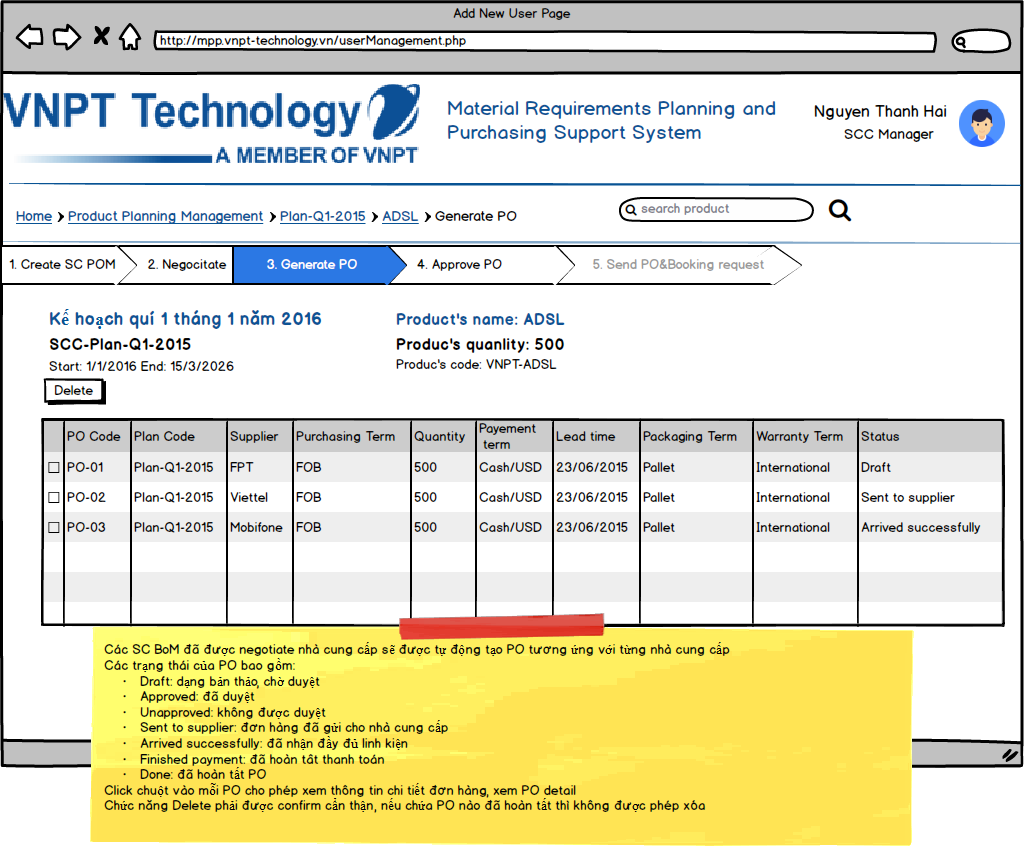 Add New User Page
http://mpp.vnpt-technology.vn/userManagement.php
VNPT Technology
A MEMBER OF VNPT
Material Requirements Planning and
Purchasing Support System
Nguyen Thanh Hai
SCC Manager
Home Product Planning Management Plan-Q1-2015 ADSL Generate PO
search product
1. Create SC POM 2. Negocitate 3. Generate PO 4. Approve PO 5. Send PO&Booking request
Kế hoạch quí 1 tháng 1 năm 2016
Product's name: ADSL
SCC-Plan-Q1-2015
Produc's quanlity: 500
Start: 1/1/2016 End: 15/3/2026
Produc's code: VNPT-ADSL
Delete
PO Code Plan Code Supplier Purchasing Term Quantity Payement term Lead time Packaging Term Warranty Term Status
PO-01 Plan-Q1-2015 FPT FOB 500 Cash/USD 23/06/2015 Pallet International Draft
PO-02 Plan-Q1-2015 Viettel FOB 500 Cash/USD 23/06/2015 Pallet International Sent to supplier
PO-03 Plan-Q1-2015 Mobifone FOB 500 Cash/USD 23/06/2015 Pallet International Arrived successfully
Các SC BoM đã được negotiate nhà cung cấp sẽ được tự động tạo PO tương ứng với từng nhà cung cấp
Các trạng thái của PO bao gồm:
· Draft: dạng bản thảo, chờ duyệt
· Approved: đã duyệt
· Unapproved: không được duyệt
· Sent to supplier: đơn hàng đã gửi cho nhà cung cấp
· Arrived successfully: đã nhận đầy đủ linh kiện
· Finished payment: đã hoàn tất thanh toán
· Done: đã hoàn tất PO
Click chuột vào mỗi PO cho phép xem thông tin chi tiết đơn hàng, xem PO detail
Chức năng Delete phải được confirm cẩn thận, nếu chứa PO nào đã hoàn tất thì không được phép xóa